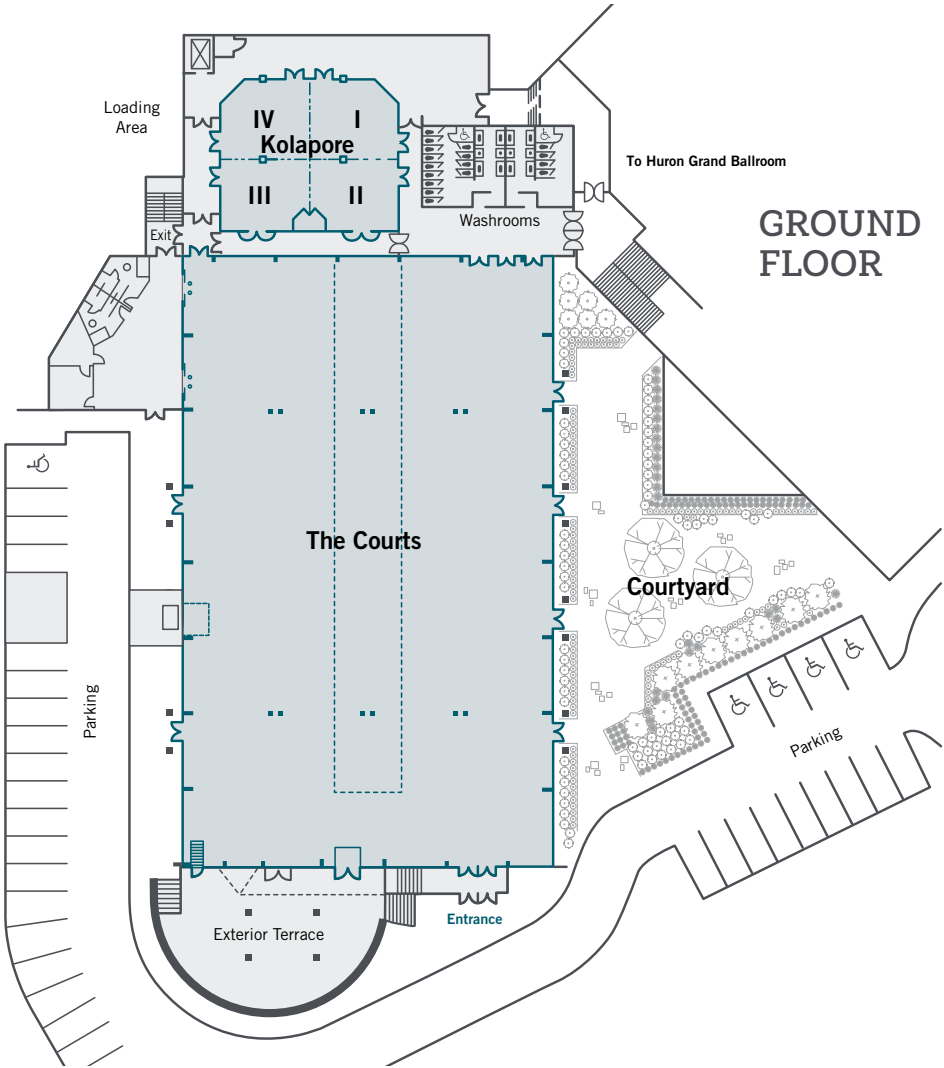 GROUND
FLOOR
Loading
Area
IV
I
Kolapore
III
II
To Huron Grand Ballroom
Washrooms
Exit
The Courts
Courtyard
Parking
Parking
Entrance
Exterior Terrace